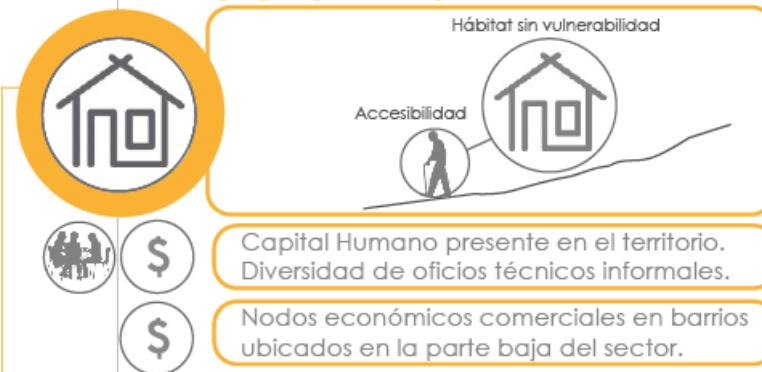 Hábitat sin vulnerabilidad
Accesibilidad
$
Capital Humano presente en el territorio.
Diversidad de oficios técnicos informales.
$
Nodos económicos comerciales en barrios
ubicados en la parte baja del sector.